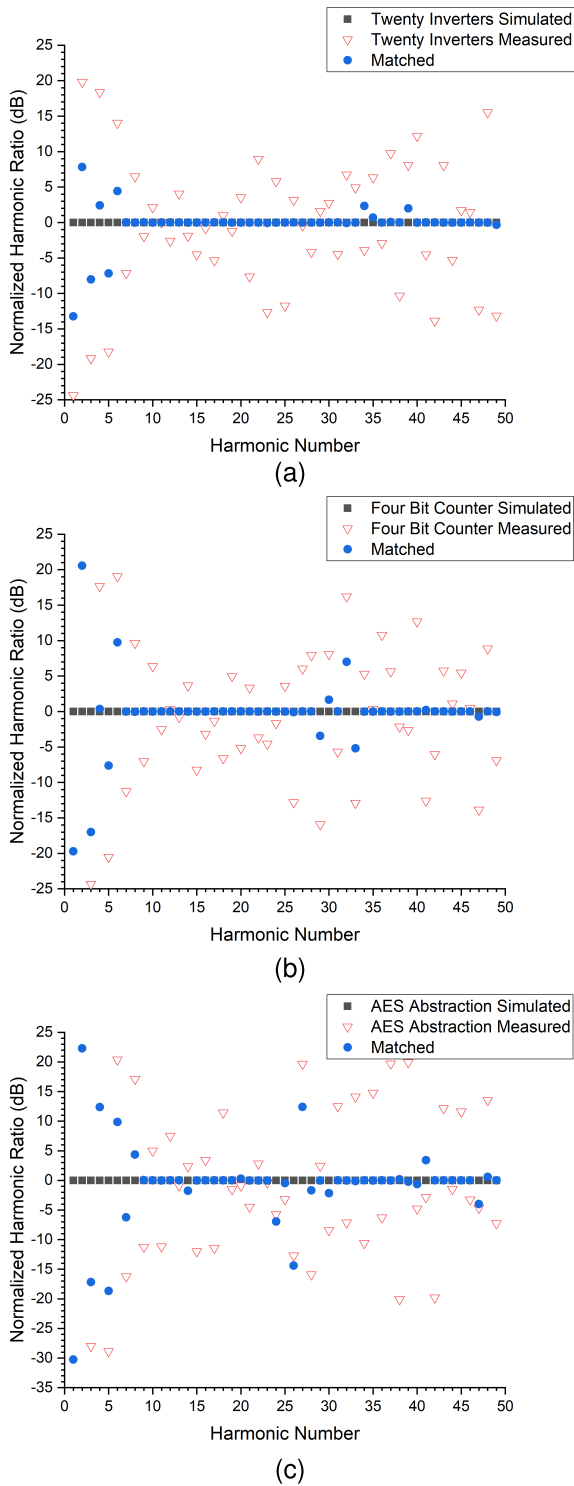 Twenty Inverters Simulated
Twenty Inverters Measured
Matched
25
20
15
10
5
0
-5
-10
-15
-20
-25
Normalized Harmonic Ratio (dB)
0 5 10 15 20 25 30 35 40 45 50
Harmonic Number
(a)
Four Bit Counter Simulated
Four Bit Counter Measured
Matched
25
20
15
10
5
0
-5
-10
-15
-20
-25
Normalized Harmonic Ratio (dB)
0 5 10 15 20 25 30 35 40 45 50
Harmonic Number
(b)
AES Abstraction Simulated
AES Abstraction Measured
Matched
25
20
15
10
5
0
-5
-10
-15
-20
-25
-30
-35
Normalized Harmonic Ratio (dB)
0 5 10 15 20 25 30 35 40 45 50
Harmonic Number
(c)